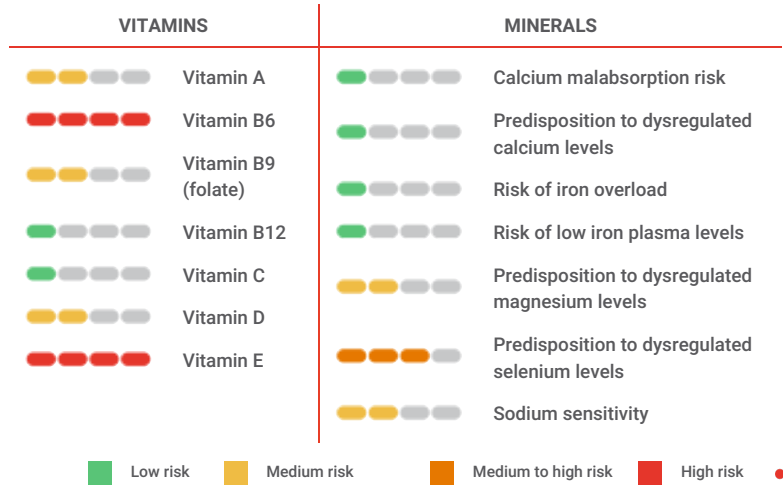 VITAMINS
Vitamin A
Vitamin B6
Vitamin B9
(folate)
Vitamin B12
Vitamin C
Vitamin D
Vitamin E
MINERALS
Calcium malabsorption risk
Predisposition to dysregulated
calcium levels
Risk of iron overload
Risk of low iron plasma levels
Predisposition to dysregulated
magnesium levels
Predisposition to dysregulated
selenium levels
Sodium sensitivity
Low risk
Medium risk
Medium to high risk
High risk